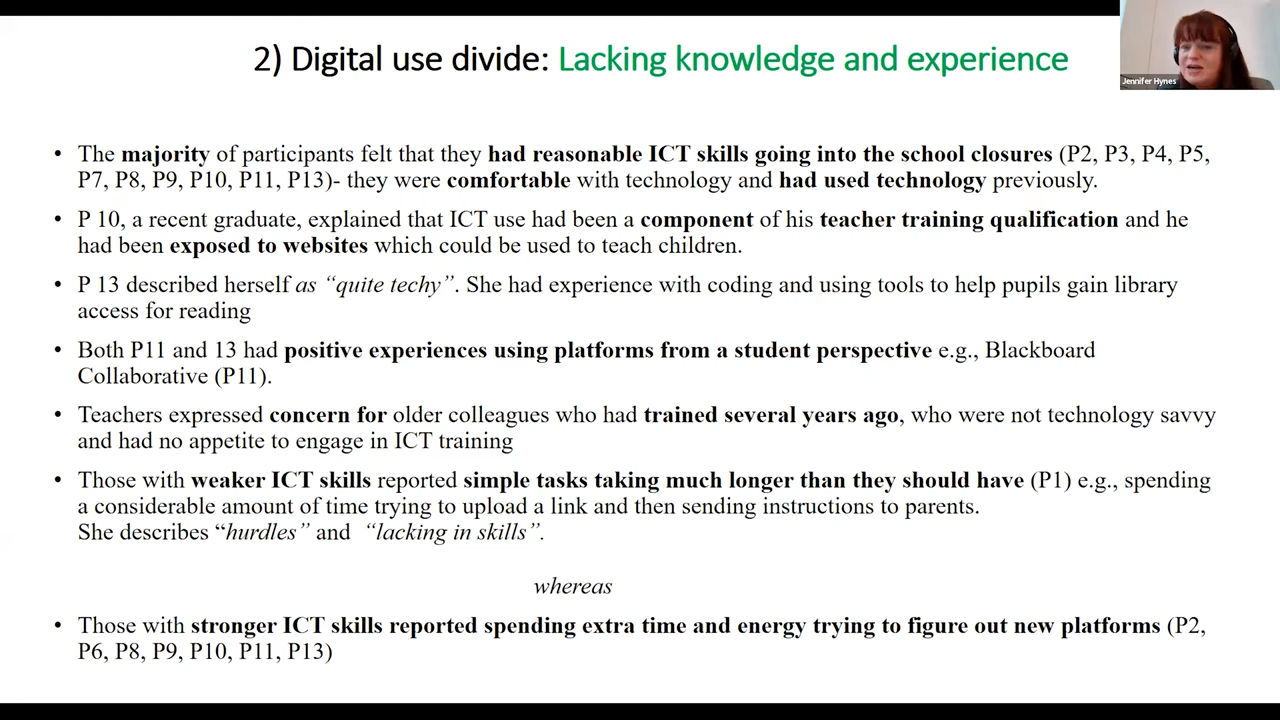 2) Digital use divide: Lacking knowledge and experience
Jennifer Hynes
• The majority of participants felt that they had reasonable ICT skills going into the school closures (P2, P3, P4, P5,
P7, P8, P9, P10, P11, P13)- they were comfortable with technology and had used technology previously.
• P 10, a recent graduate, explained that ICT use had been a component of his teacher training qualification and he
had been exposed to websites which could be used to teach children.
• P 13 described herself as “quite techy”. She had experience with coding and using tools to help pupils gain library
access for reading
• Both P11 and 13 had positive experiences using platforms from a student perspective e.g., Blackboard
Collaborative (P11).
• Teachers expressed concern for older colleagues who had trained several years ago, who were not technology savvy
and had no appetite to engage in ICT training
• Those with weaker ICT skills reported simple tasks taking much longer than they should have (P1) e.g., spending
a considerable amount of time trying to upload a link and then sending instructions to parents.
She describes “hurdles” and “lacking in skills”.
whereas
• Those with stronger ICT skills reported spending extra time and energy trying to figure out new platforms (P2,
P6, P8, P9, P10, P11, P13)